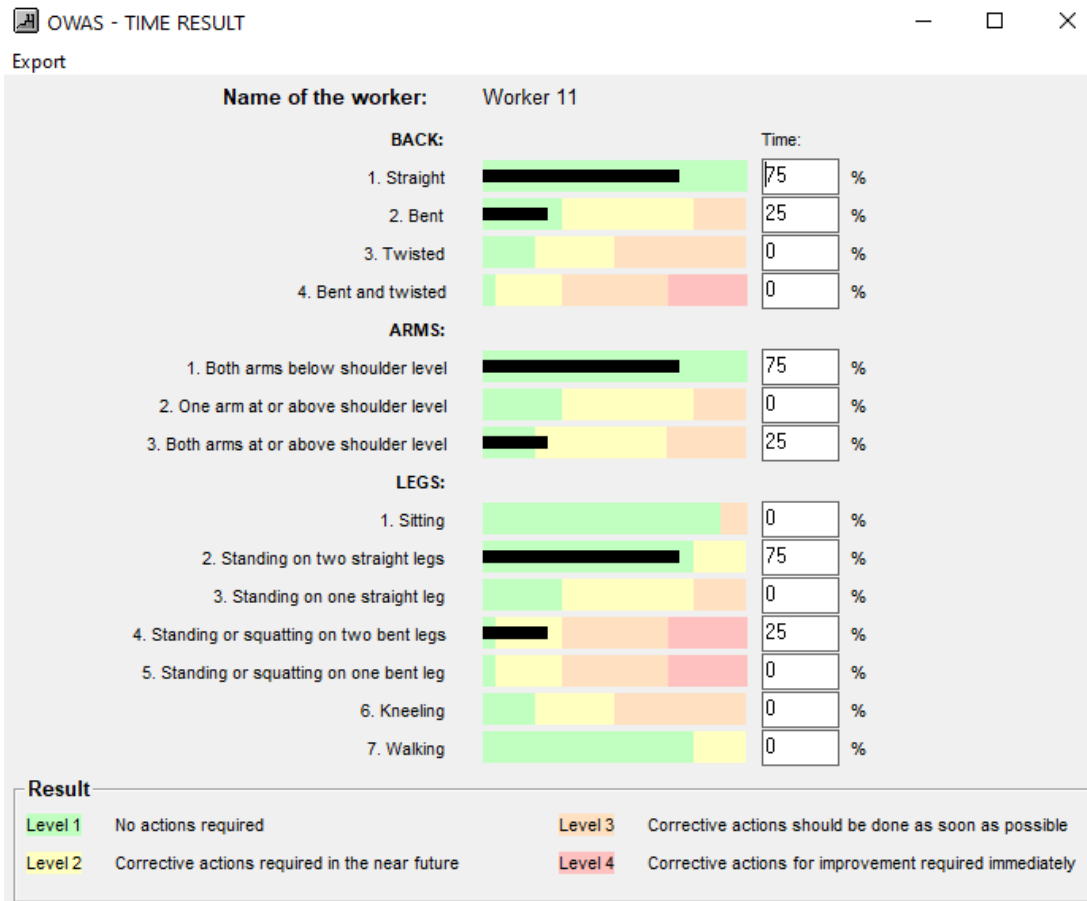 OWAS - TIME RESULT
Export
Name of the worker: Worker 11
BACK: Time:
1. Straight 75 %
2. Bent 25 %
3. Twisted 0 %
4. Bent and twisted 0 %
ARMS:
1. Both arms below shoulder level 75 %
2. One arm at or above shoulder level 0 %
3. Both arms at or above shoulder level 25 %
LEGS:
1. Sitting 0 %
2. Standing on two straight legs 75 %
3. Standing on one straight leg 0 %
4. Standing or squatting on two bent legs 25 %
5. Standing or squatting on one bent leg 0 %
6. Kneeling 0 %
7. Walking 0 %
Result
Level 1 No actions required Level 3 Corrective actions should be done as soon as possible
Level 2 Corrective actions required in the near future Level 4 Corrective actions for improvement required immediately